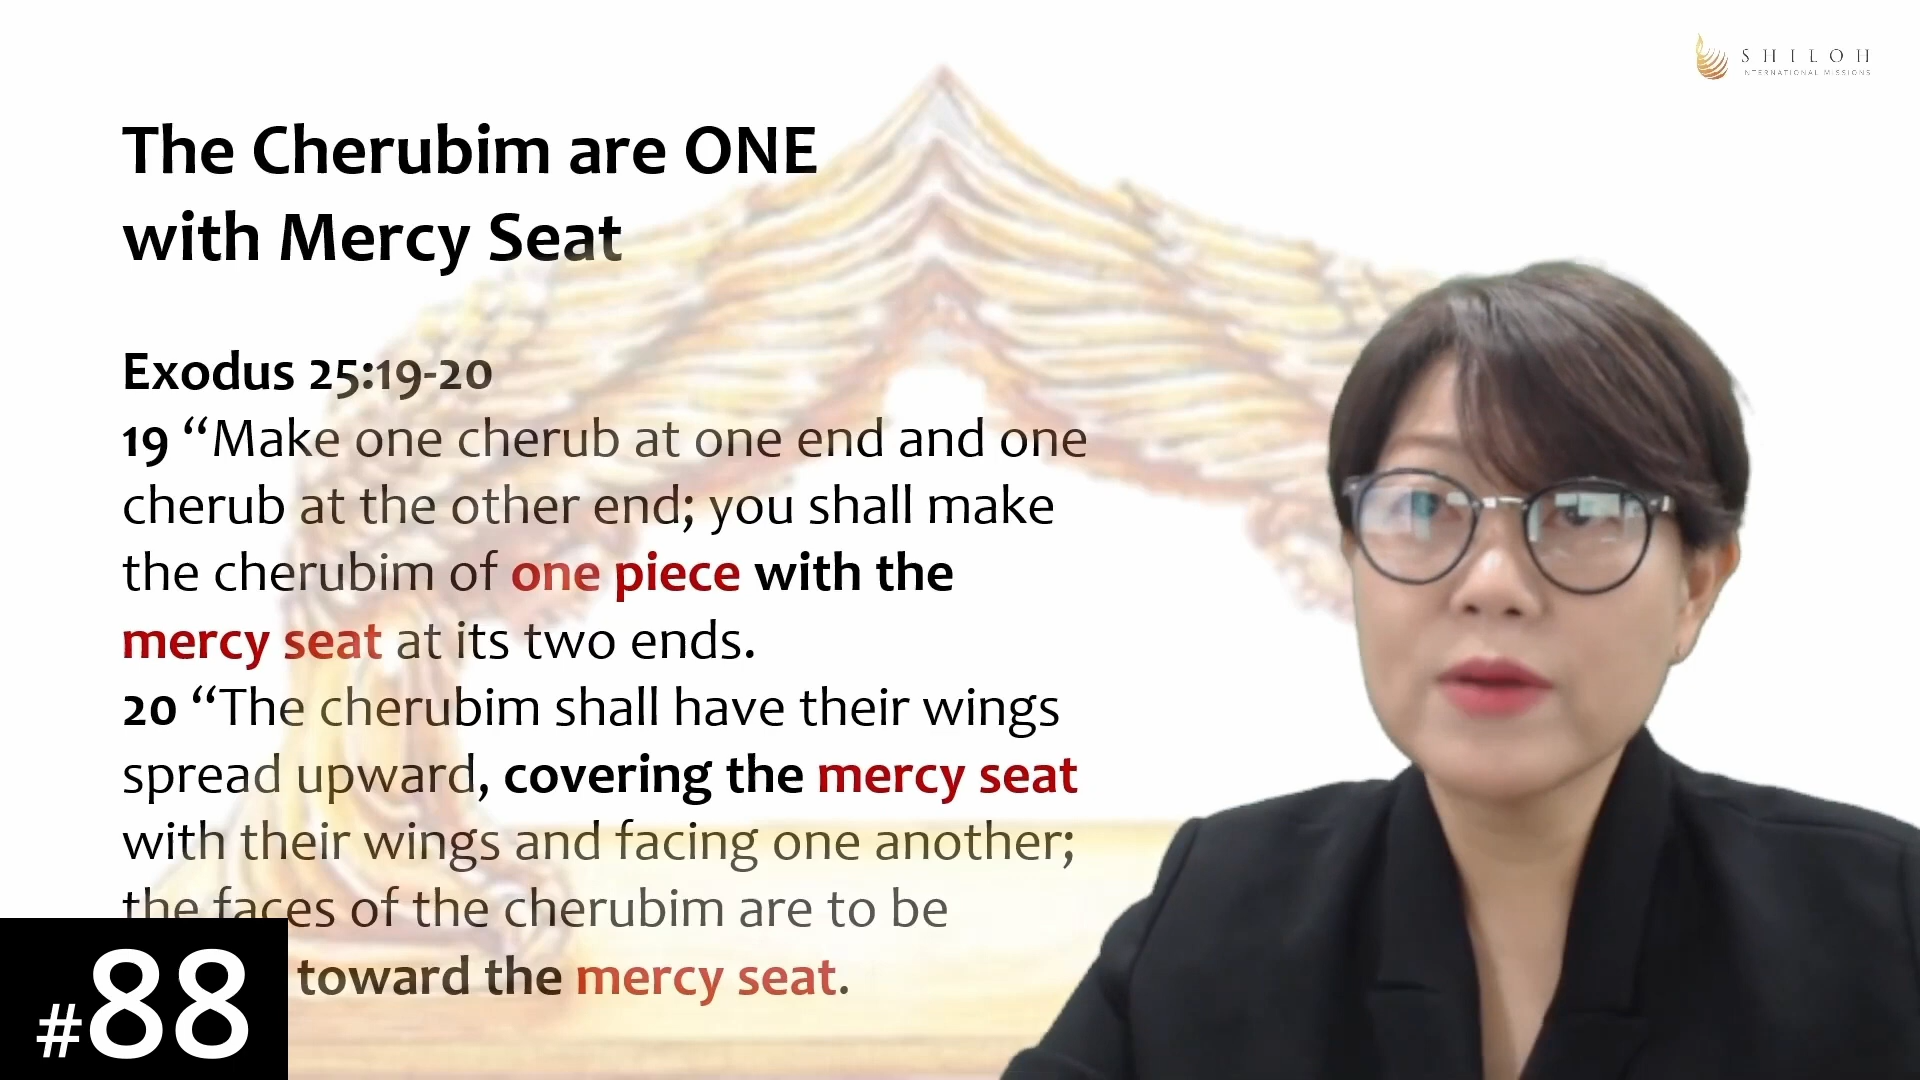 SHILOH
INTERNATIONAL MISSIONS
The Cherubim are ONE
with Mercy Seat
Exodus 25:19-20
19 “Make one cherub at one end and one
cherub at the other end; you shall make
the cherubim of one piece with the
mercy seat at its two ends.
20 “The cherubim shall have their wings
spread upward, covering the mercy seat
with their wings and facing one another;
the faces of the cherubim are to be
toward the mercy seat.
#88